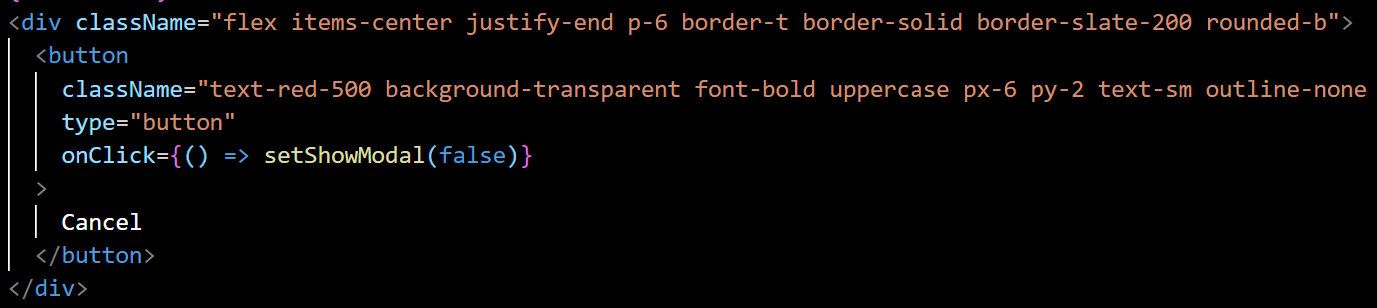 <div className="flex items-center justify-end p-6 border-t border-solid border-slate-200 rounded-b">
<button
className="text-red-500 background-transparent font-bold uppercase px-6 py-2 text-sm outline-none
type="button"
onClick={() => setShowModal(false)}
>
Cancel
</button>
</div>